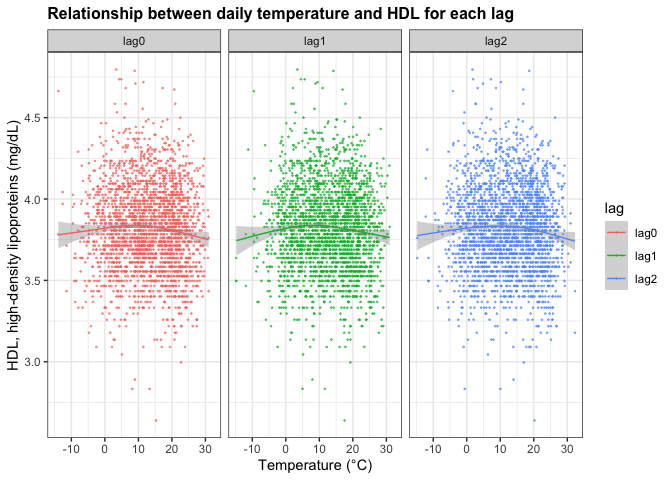 Relationship between daily temperature and HDL for each lag
lag0
lag1
lag2
HDL, high-density lipoproteins (mg/dL)
4.5
4.0
3.5
3.0
-10 0 10 20 30
-10 0 10 20 30
-10 0 10 20 30
Temperature (°C)
lag
lag0
lag1
lag2